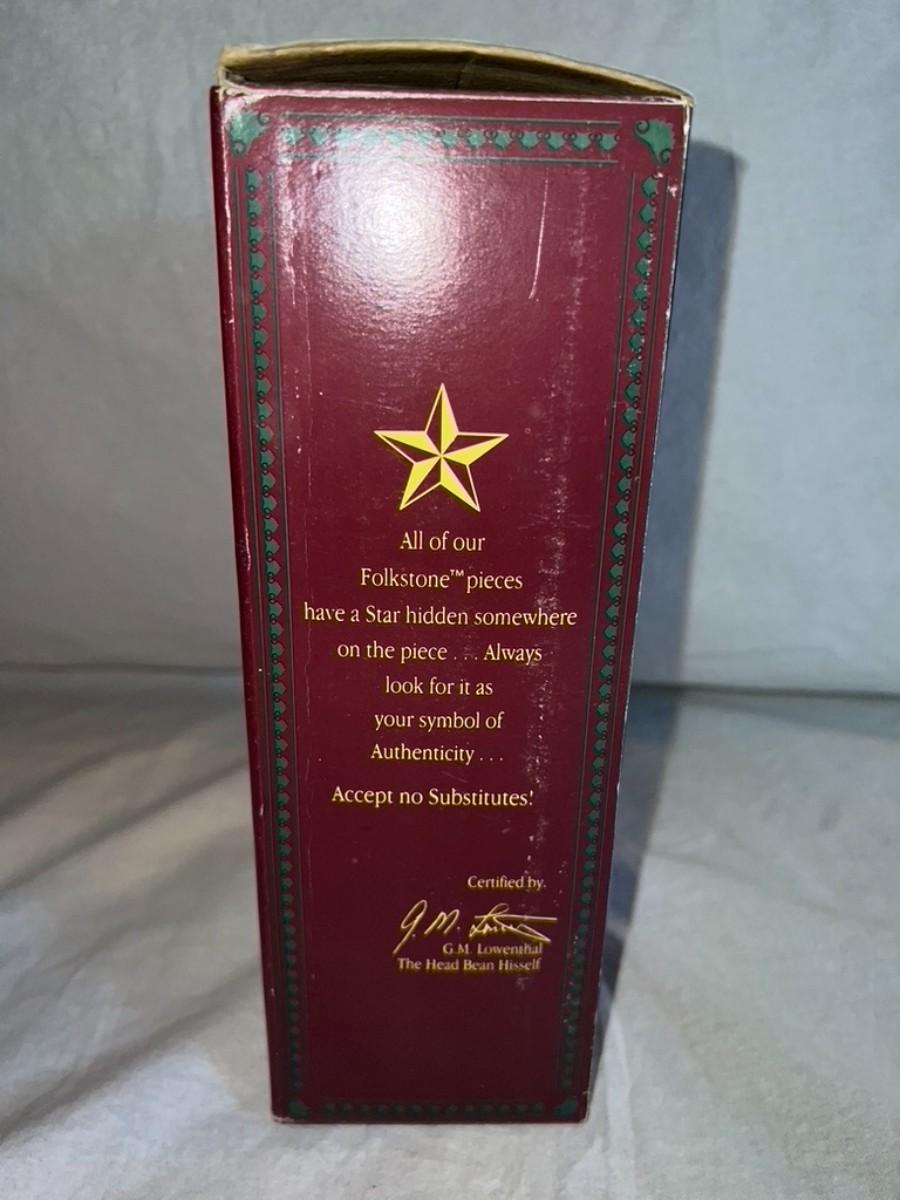 All of our
Folkstone™ pieces
have a Star hidden somewhere
on the piece . . . Always
look for it as
your symbol of
Authenticity . . .
Accept no Substitutes!
Certified by,
G.M. Lowenthal
The Head Bean Hisself